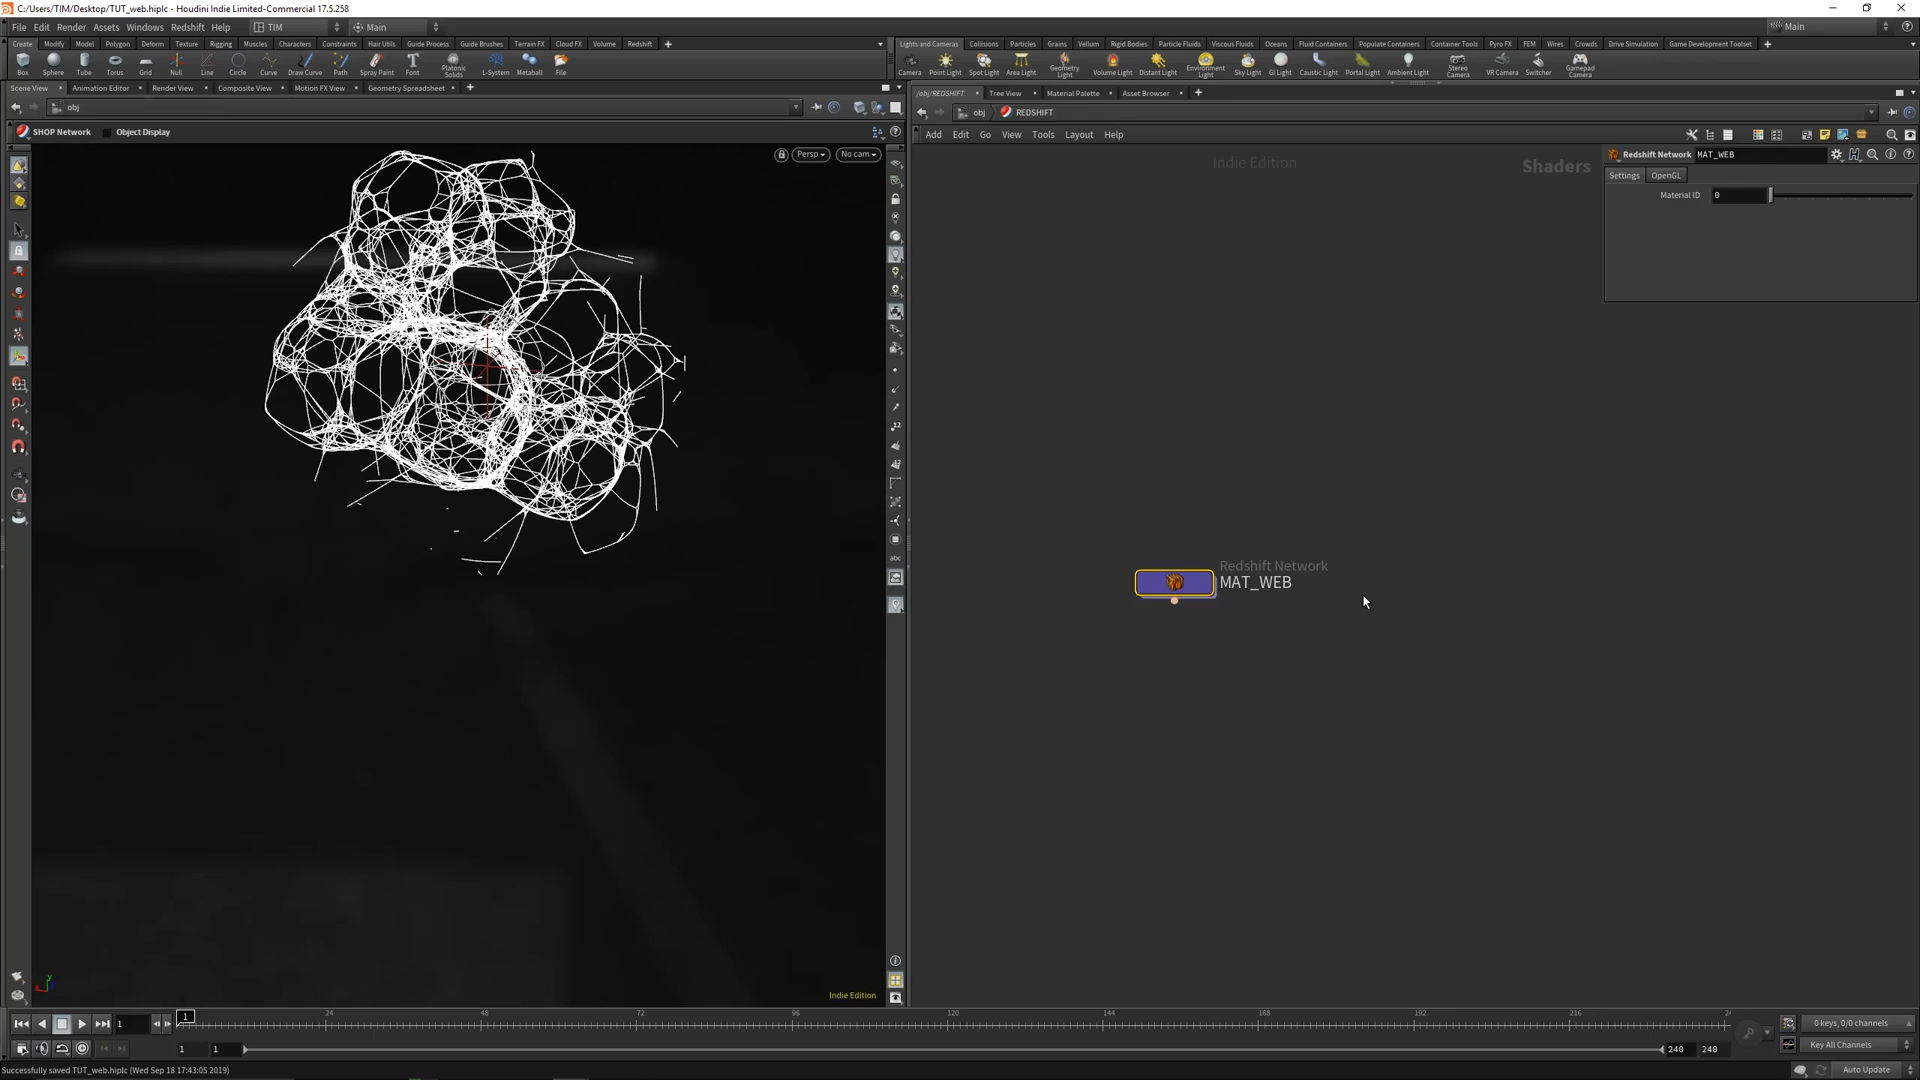 C:/Users/TIM/Desktop/TUT_web.hiplc - Houdini Indie Limited-Commercial 17.5.258
File Edit Render Assets Windows Redshift Help TIM Main Main
Create Modify Model Polygon Deform Texture Rigging Muscles Characters Constraints Hair Utils Guide Process Guide Brushes Terrain FX Cloud FX Volume Redshift
Lights and Cameras Collisions Particles Grains Vellum Rigid Bodies Particle Fluids Viscous Fluids Oceans Fluid Containers Populate Containers Container Tools Pyro FX FEM Wires Crowds Drive Simulation Game Development Toolset
Box Sphere Tube Torus Grid Null Line Circle Curve Draw Curve Path Spray Paint Font Platonic Solids L-System Metaball File
Camera Point Light Spot Light Area Light Geometry Light Volume Light Distant Light Environment Light Sky Light GI Light Caustic Light Portal Light Ambient Light Stereo Camera VR Camera Switcher Gamepad Camera
Scene View Animation Editor Render View Composite View Motion FX View Geometry Spreadsheet
/obj/REDSHIFT Tree View Material Palette Asset Browser
obj
obj REDSHIFT
SHOP Network Object Display
Add Edit Go View Tools Layout Help
Persp No cam
Indie Edition
Shaders
Redshift Network MAT_WEB
Settings OpenGL
Material ID 0
Redshift Network
MAT_WEB
12
abc
Indie Edition
1 1 24 48 72 96 120 144 168 192 216
0 keys, 0/0 channels
1 1 240 240
Key All Channels
Successfully saved TUT_web.hiplc (Wed Sep 18 17:43:05 2019)
Auto Update